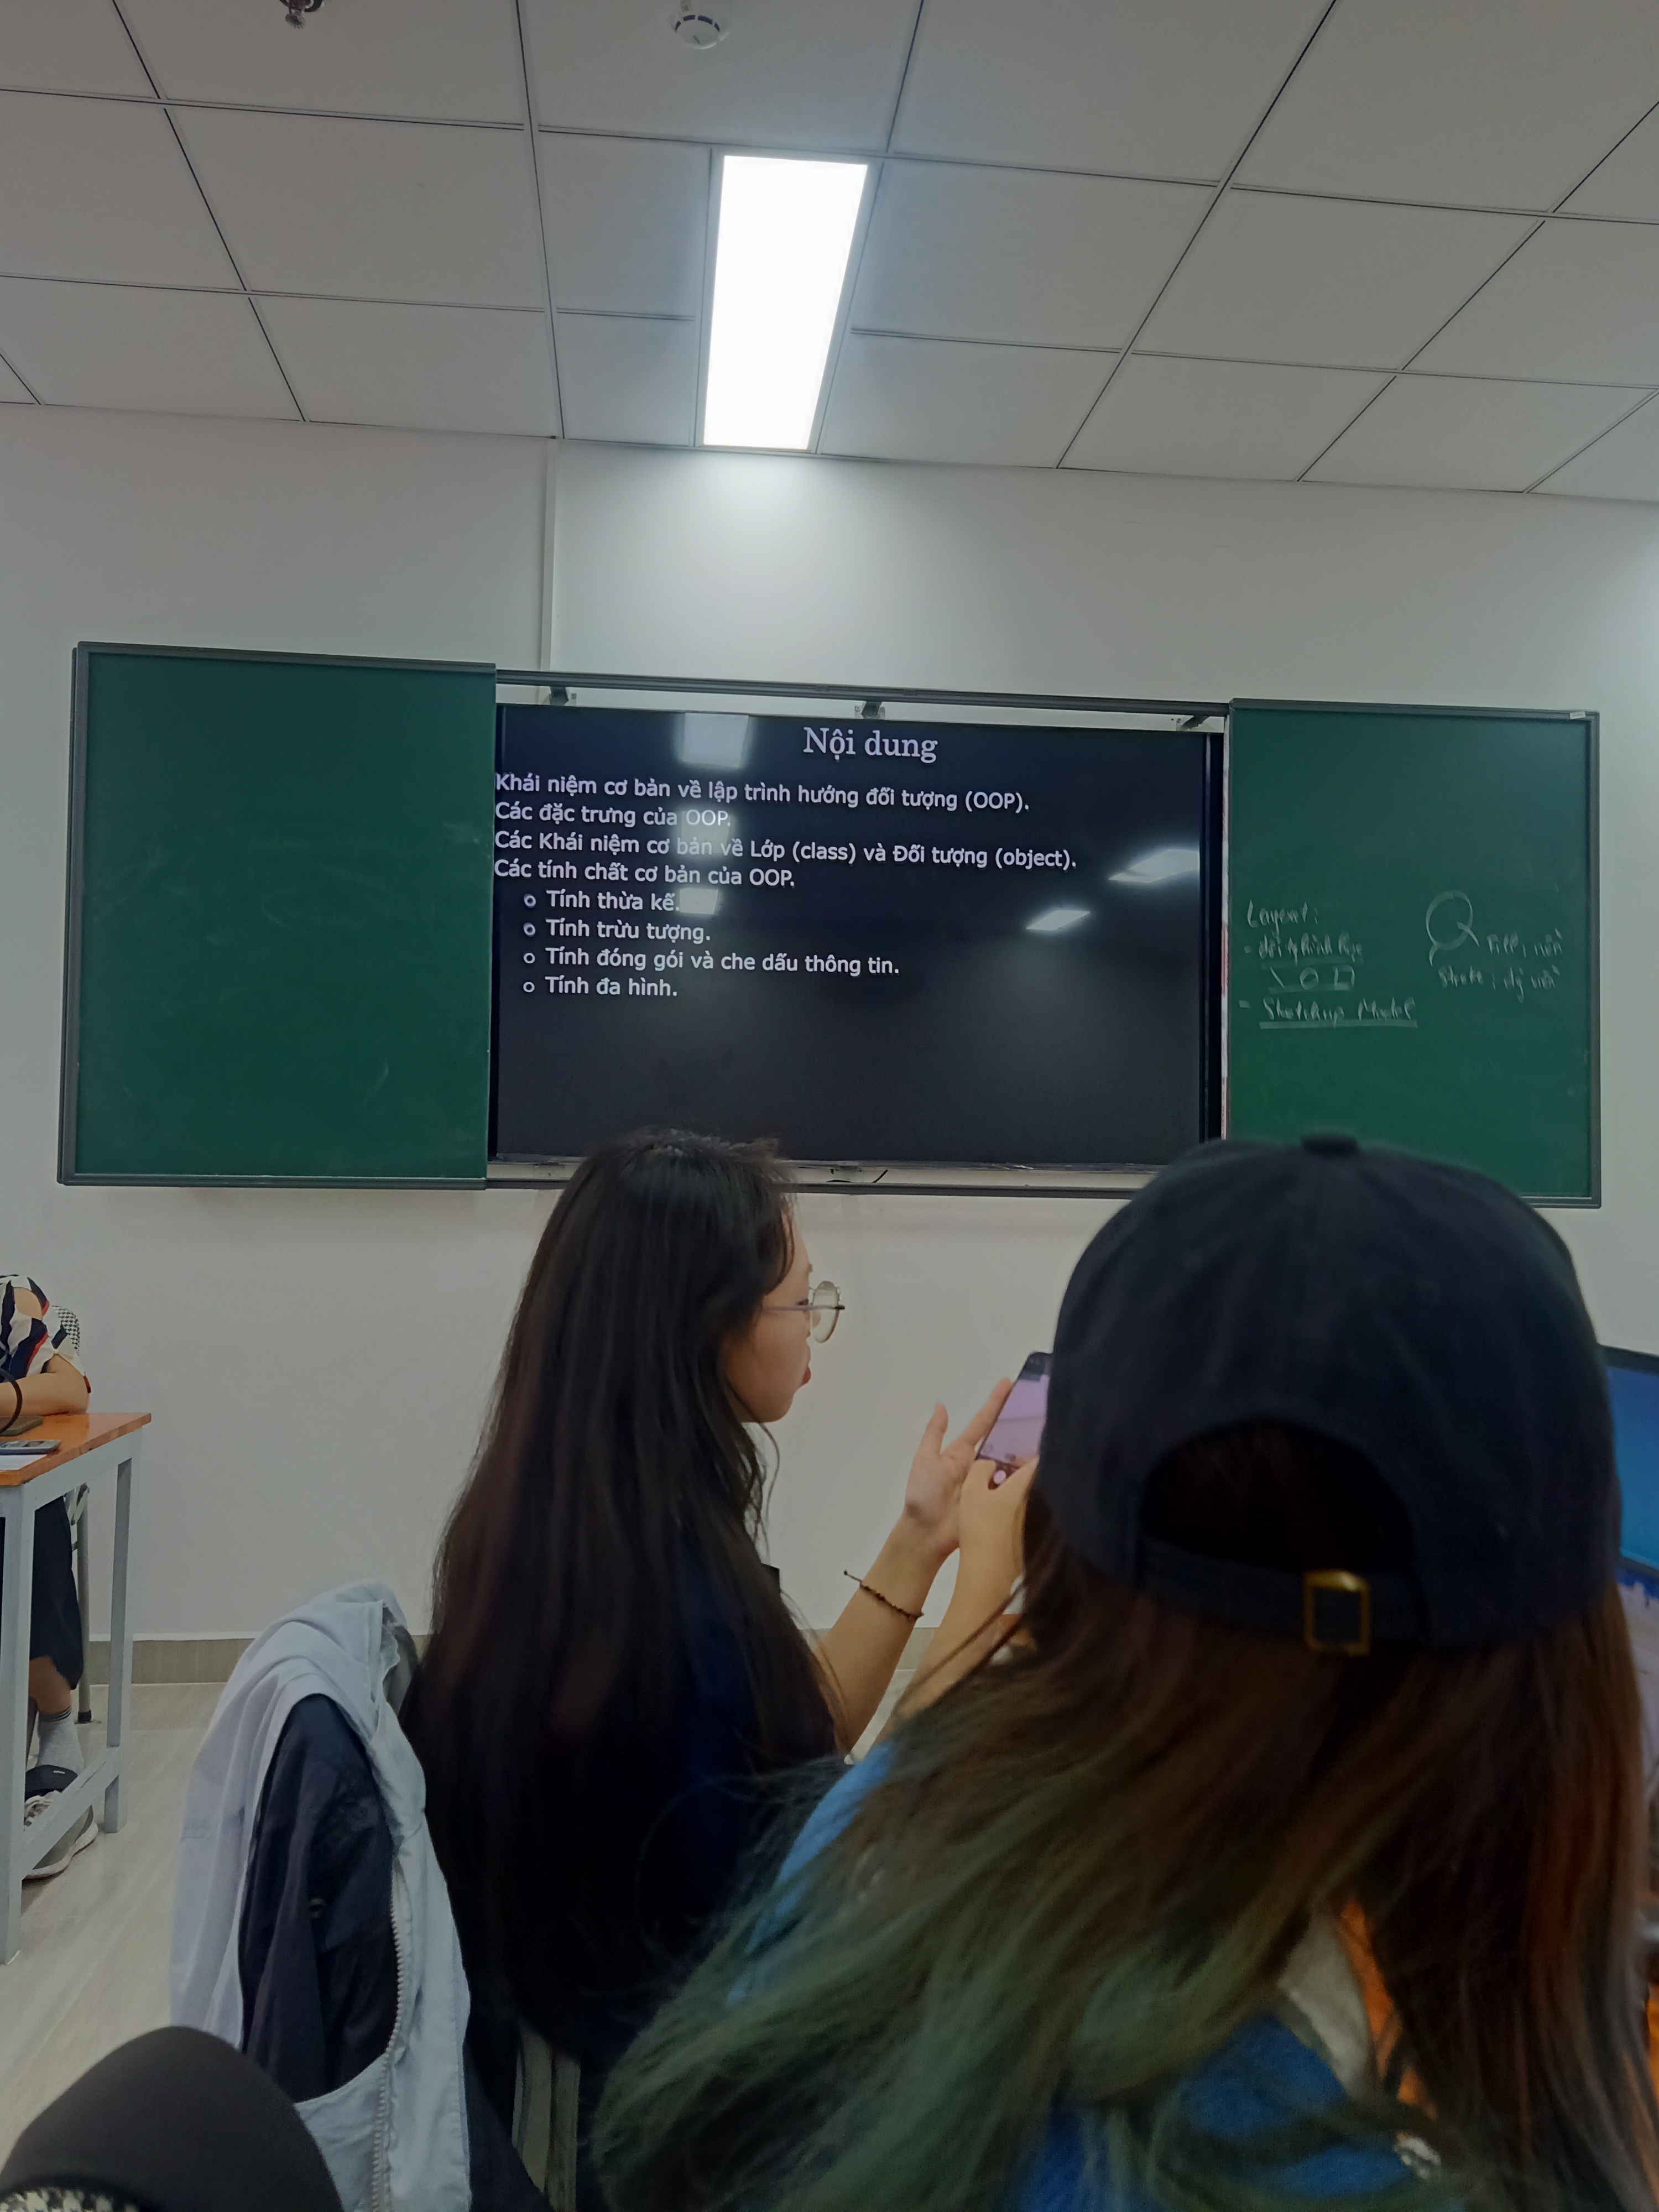 Nội dung
Khái niệm cơ bản về lập trình hướng đối tượng (OOP).
Các đặc trưng của OOP.
Các Khái niệm cơ bản về Lớp (class) và Đối tượng (object).
Các tính chất cơ bản của OOP.
Tính thừa kế.
Tính trừu tượng.
Tính đóng gói và che dấu thông tin.
Tính đa hình.
Layout:
Sketchup Model
Fill: nền
Stroke: